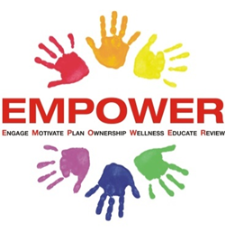 EMPOWER
ENGAGE MOTIVATE PLAN OWNERSHIP WELLNESS EDUCATE REVIEW